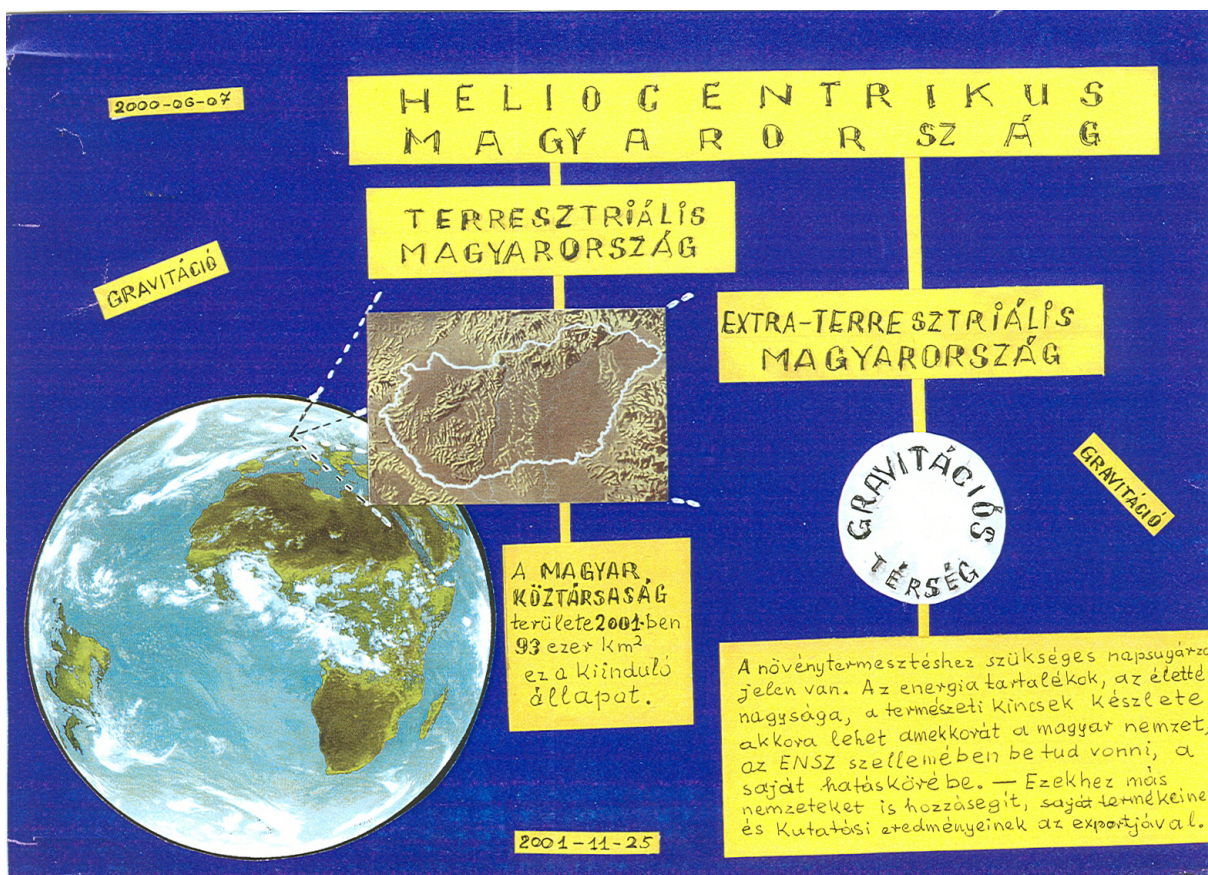 2000-06-07
HELIOCENTRIKUS
MAGYARORSZÁG
TERRESZTRIÁLIS
MAGYARORSZÁG
GRAVITÁCIÓ
EXTRA-TERRESZTRIÁLIS
MAGYARORSZÁG
GRAVITÁCIÓS
TÉRSÉG
GRAVITÁCIÓ
A MAGYAR
KÖZTÁRSASÁG
területe 2001-ben
93 ezer km²
ez a kiinduló
állapot.
A növénytermesztéshez szükséges napsugárzá
jelen van. Az energia tartalékok, az életté
nagysága, a természeti kincsek készlete
akkora lehet amekkorát a magyar nemzet,
az ENSZ szellemében be tud vonni, a
saját hatáskörébe. — Ezekhez más
nemzeteket is hozzásegít, saját termékeine
és kutatási eredményeinek az exportjával.
2001-11-25